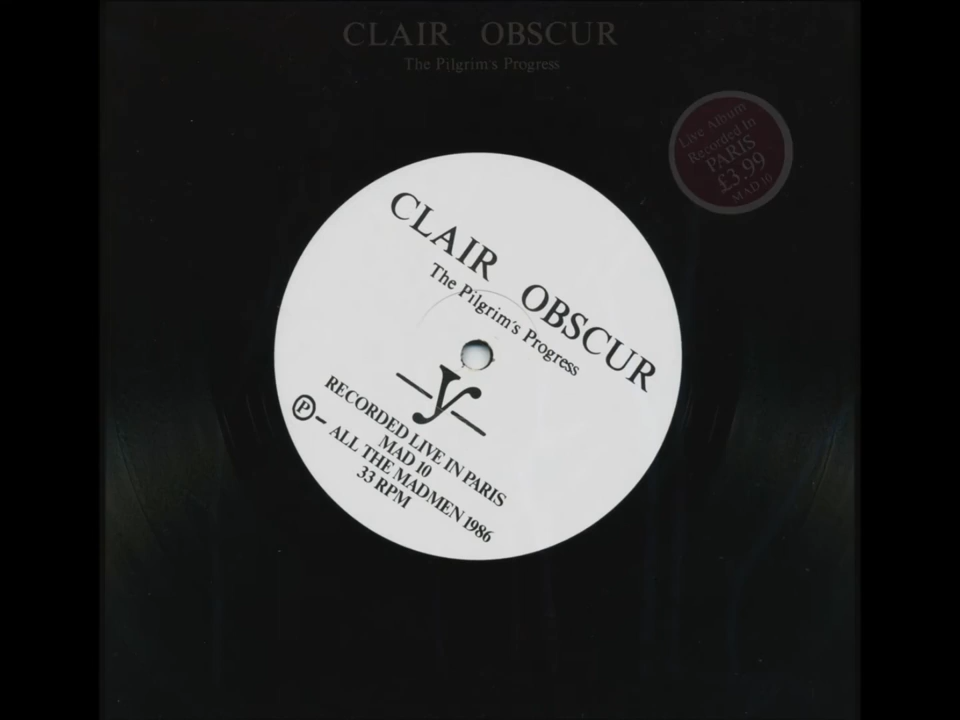 CLAIR OBSCUR
The Pilgrim's Progress
Live Album
Recorded In
PARIS
£3.99
MAD 10
CLAIR OBSCUR
The Pilgrim's Progress
y
RECORDED LIVE IN PARIS
MAD 10
Ⓟ - ALL THE MADMEN 1986
33 RPM